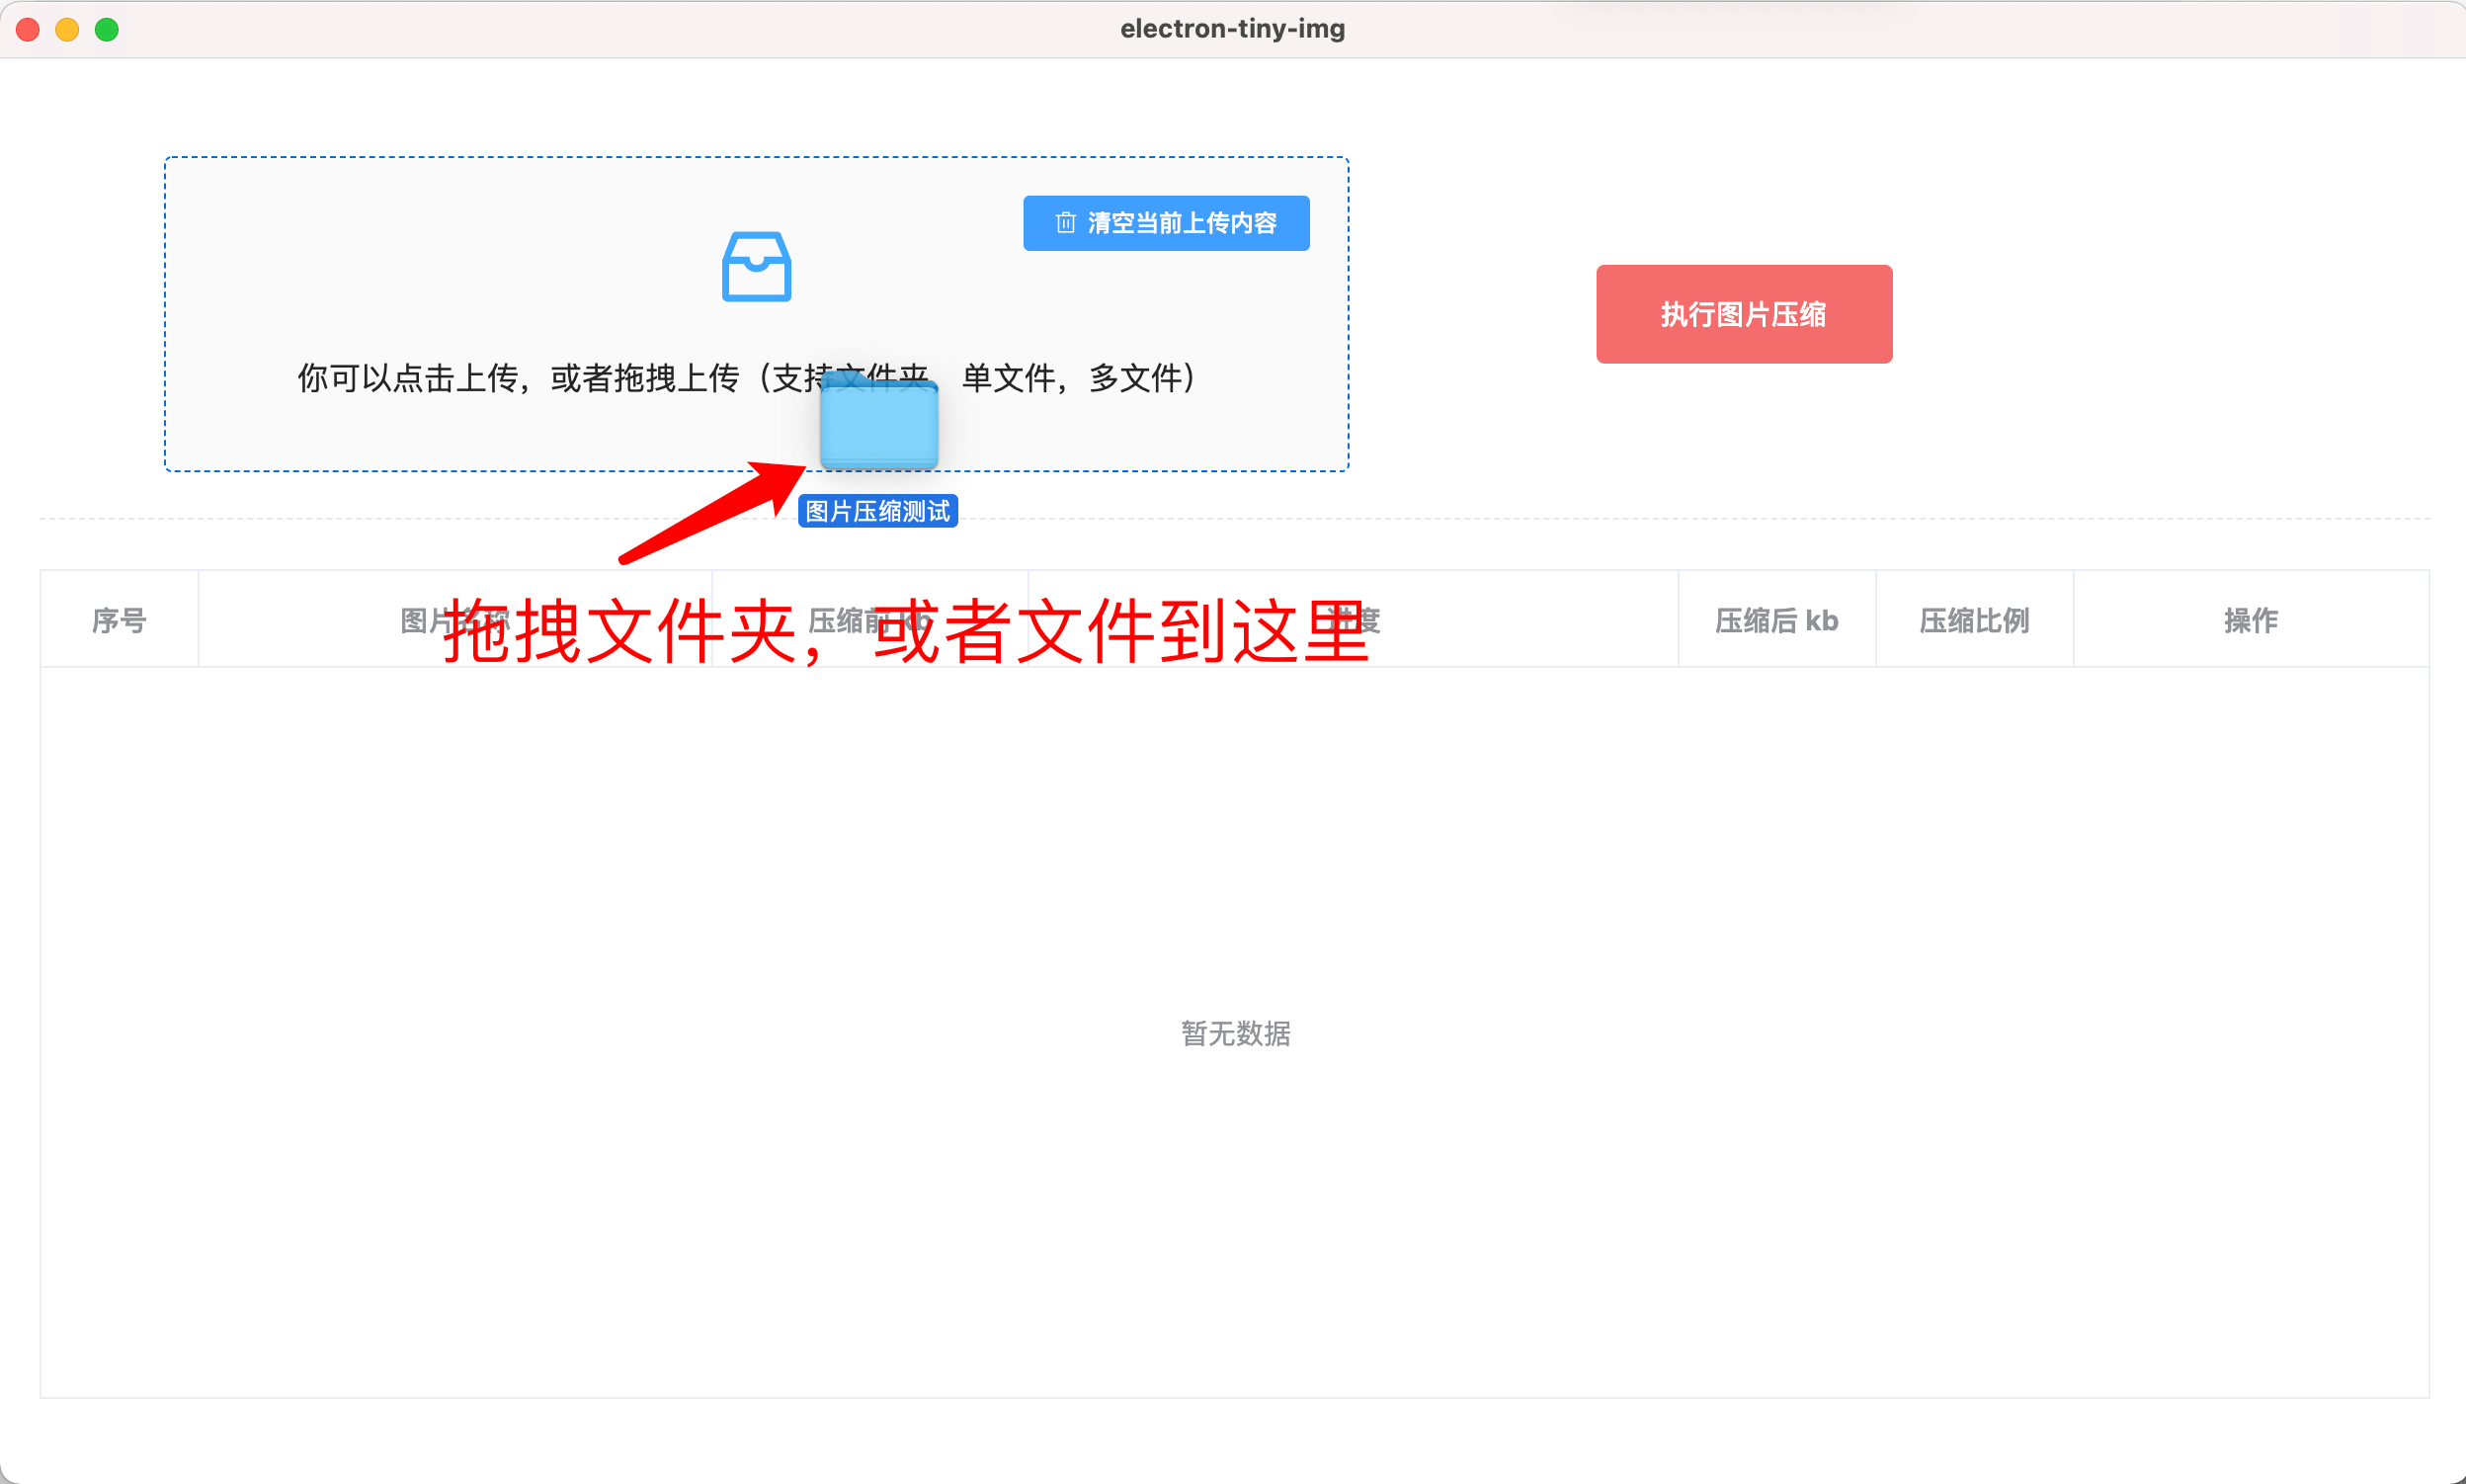 electron-tiny-img
清空当前上传内容
执行图片压缩
你可以点击上传，或者拖拽上传（支持文件夹，单文件，多文件）
图片压缩测试
序号 图片名称 压缩前 kb 进度 压缩后 kb 压缩比例 操作
拖拽文件夹，或者文件到这里
暂无数据